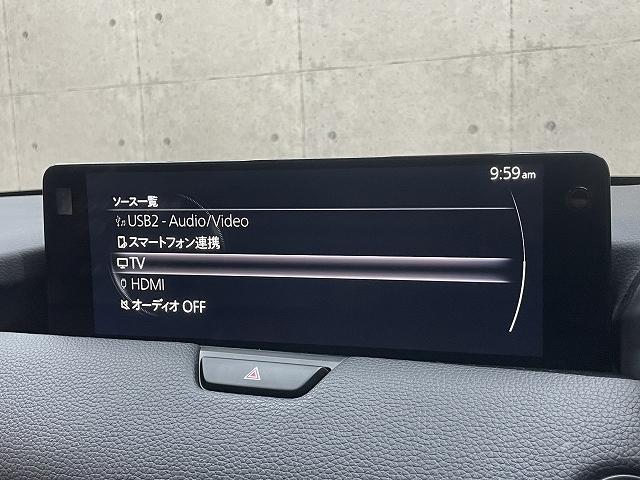 9:59am
ソース一覧
USB2 - Audio/Video
スマートフォン連携
TV
HDMI
オーディオ OFF